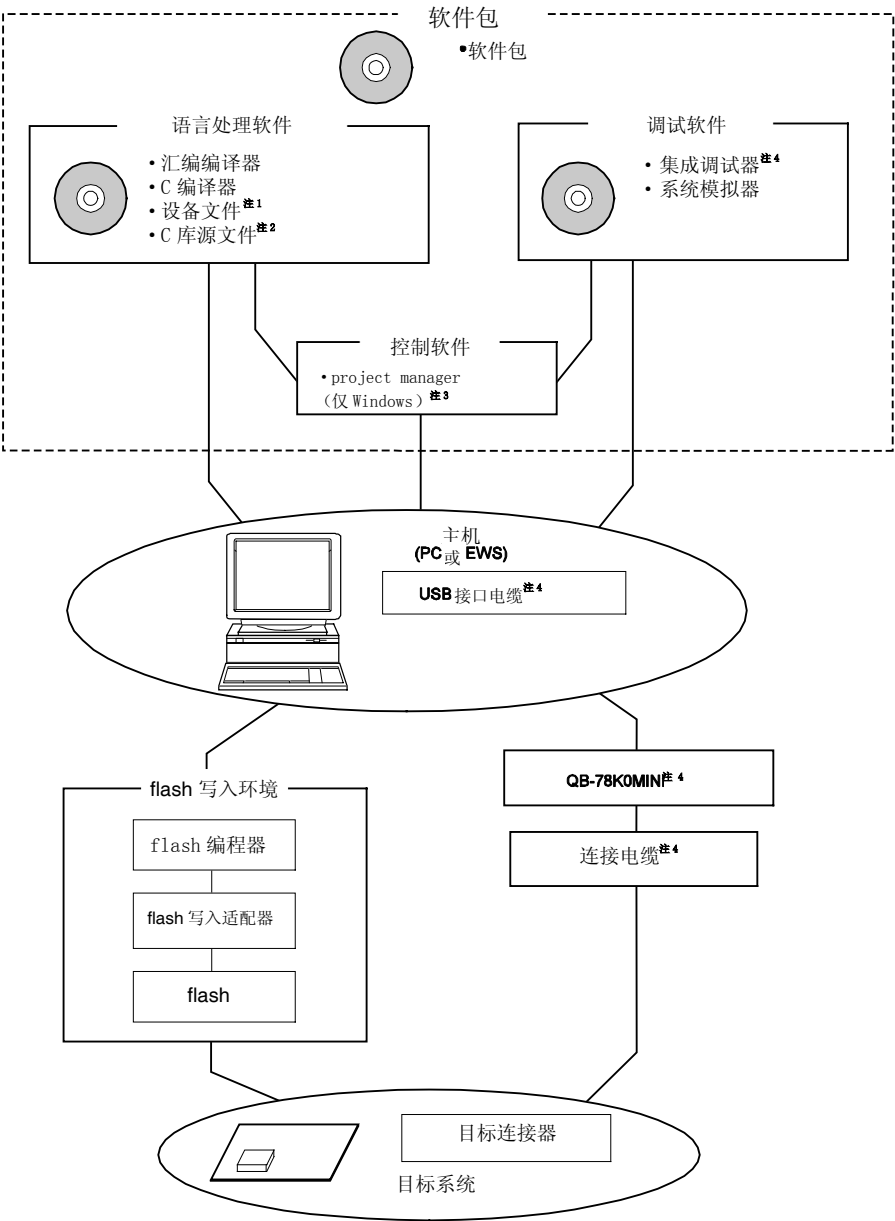 软件包
•软件包
语言处理软件
•汇编编译器
•C 编译器
•设备文件注1
•C 库源文件注2
调试软件
•集成调试器注4
•系统模拟器
控制软件
•project manager
（仅 Windows）注3
主机
(PC或 EWS)
USB接口电缆注4
flash 写入环境
flash 编程器
flash 写入适配器
flash
QB-78K0MINI注 4
连接电缆注4
目标连接器
目标系统